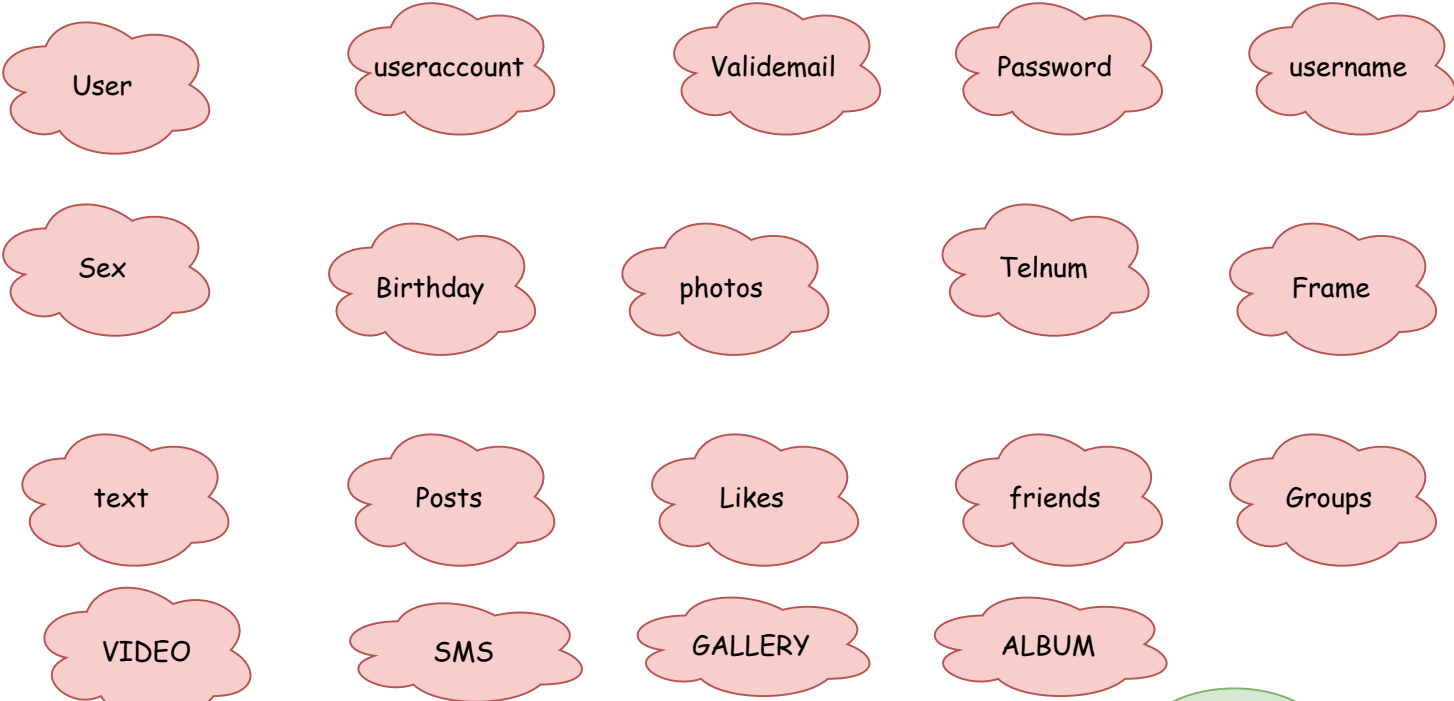 User
useraccount
Validemail
Password
username
Sex
Birthday
photos
Telnum
Frame
text
Posts
Likes
friends
Groups
VIDEO
SMS
GALLERY
ALBUM